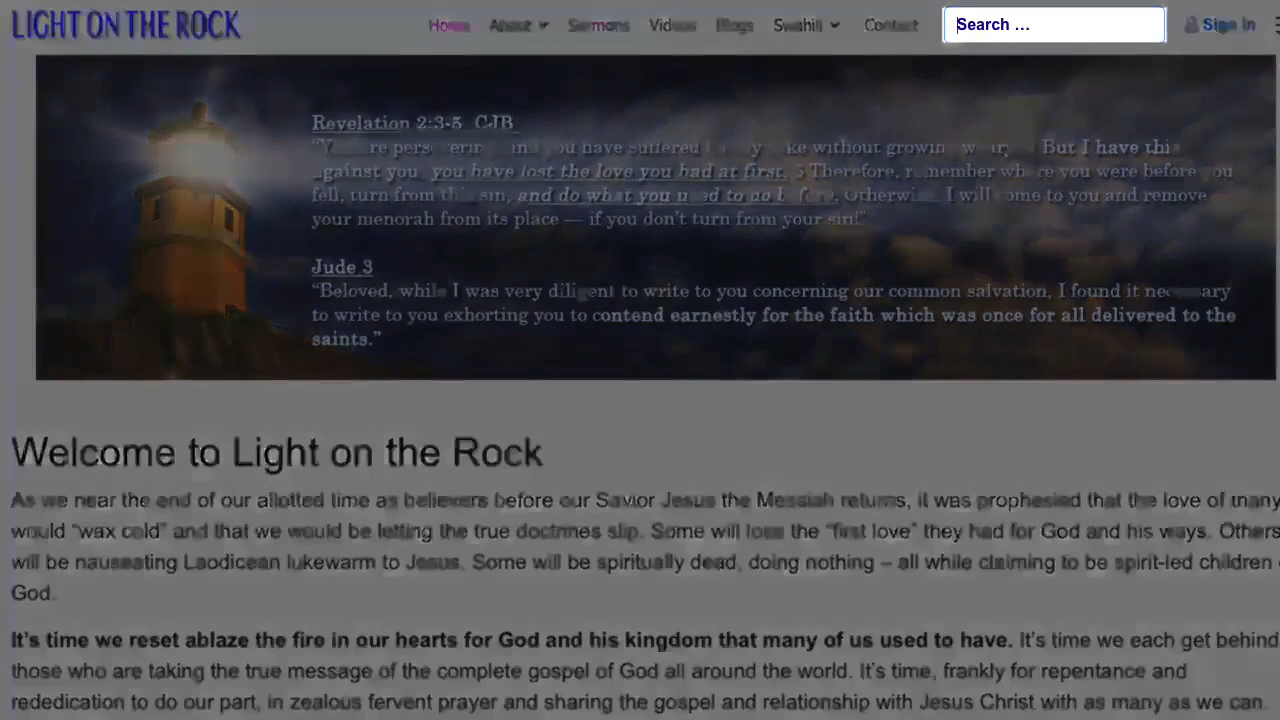 LIGHT ON THE ROCK
Home About Sermons Videos Blogs Swahili Contact Search ... Sign In
Revelation 2:3-5 CJB
have suffered without But I have
you have lost the love you had at first. 5 Therefore, you were before you
fell, turn from sin, and do what you I will come to you and remove
your menorah from its place — if you don't turn from your sin!"
Jude 3
"Beloved, while I was very diligent to write to you concerning our common salvation, I found it necessary
to write to you exhorting you to contend earnestly for the faith which was once for all delivered to the
saints."
Welcome to Light on the Rock
As we near the end of our allotted time as believers before our Savior Jesus the Messiah returns, it was prophesied that the love of many
would "wax cold" and that we would be letting the true doctrines slip. Some will lose the "first love" they had for God and his ways. Others
will be nauseating Laodicean lukewarm to Jesus. Some will be spiritually dead, doing nothing – all while claiming to be spirit-led children
God.
It's time we reset ablaze the fire in our hearts for God and his kingdom that many of us used to have. It's time we each get behind
those who are taking the true message of the complete gospel of God all around the world. It's time, frankly for repentance and
rededication to do our part, in zealous fervent prayer and sharing the gospel and relationship with Jesus Christ with as many as we can.